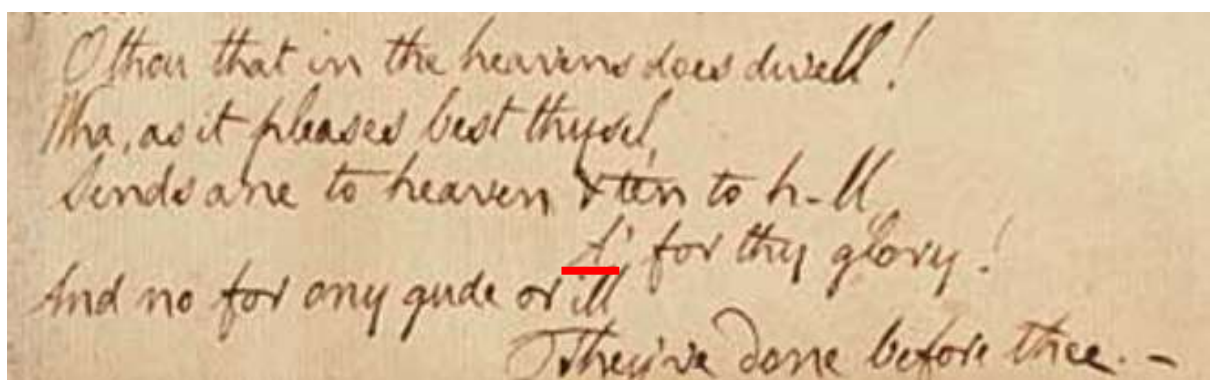 O thou that in the heavens does dwell!
Wha, as it pleases best thysel,
Sends ane to heaven & ten to h-ll,
A' for thy glory!
And no for ony gude or ill
They've done before thee. –